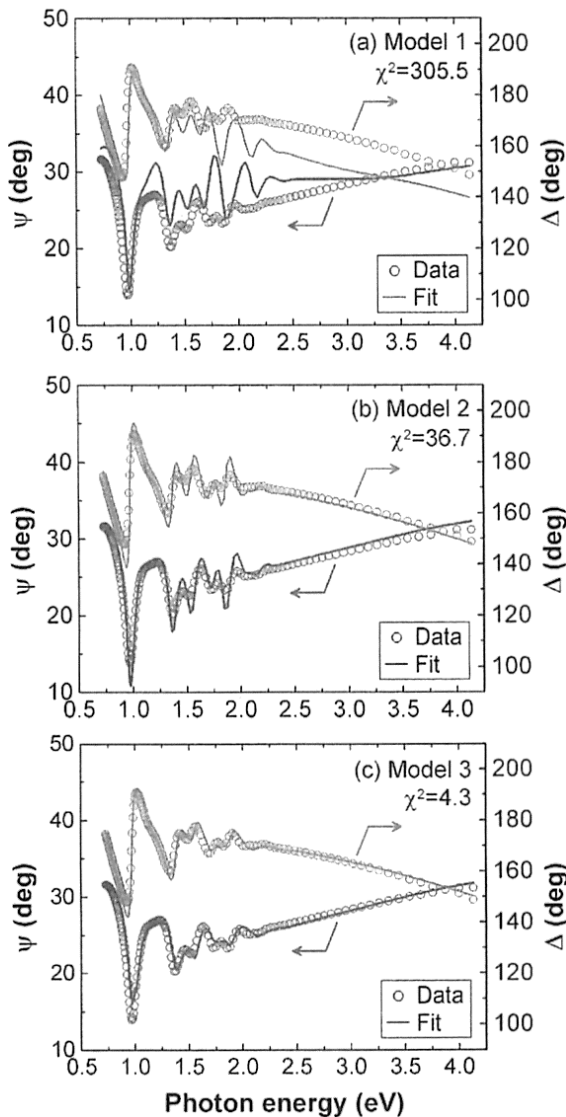 50
40
30
20
10
ψ (deg)
(a) Model 1
χ²=305.5
200
180
160
140
120
100
Δ (deg)
Data
Fit
0.5 1.0 1.5 2.0 2.5 3.0 3.5 4.0
50
40
30
20
10
ψ (deg)
(b) Model 2
χ²=36.7
200
180
160
140
120
100
Δ (deg)
Data
Fit
0.5 1.0 1.5 2.0 2.5 3.0 3.5 4.0
50
40
30
20
10
ψ (deg)
(c) Model 3
χ²=4.3
200
180
160
140
120
100
Δ (deg)
Data
Fit
0.5 1.0 1.5 2.0 2.5 3.0 3.5 4.0
Photon energy (eV)